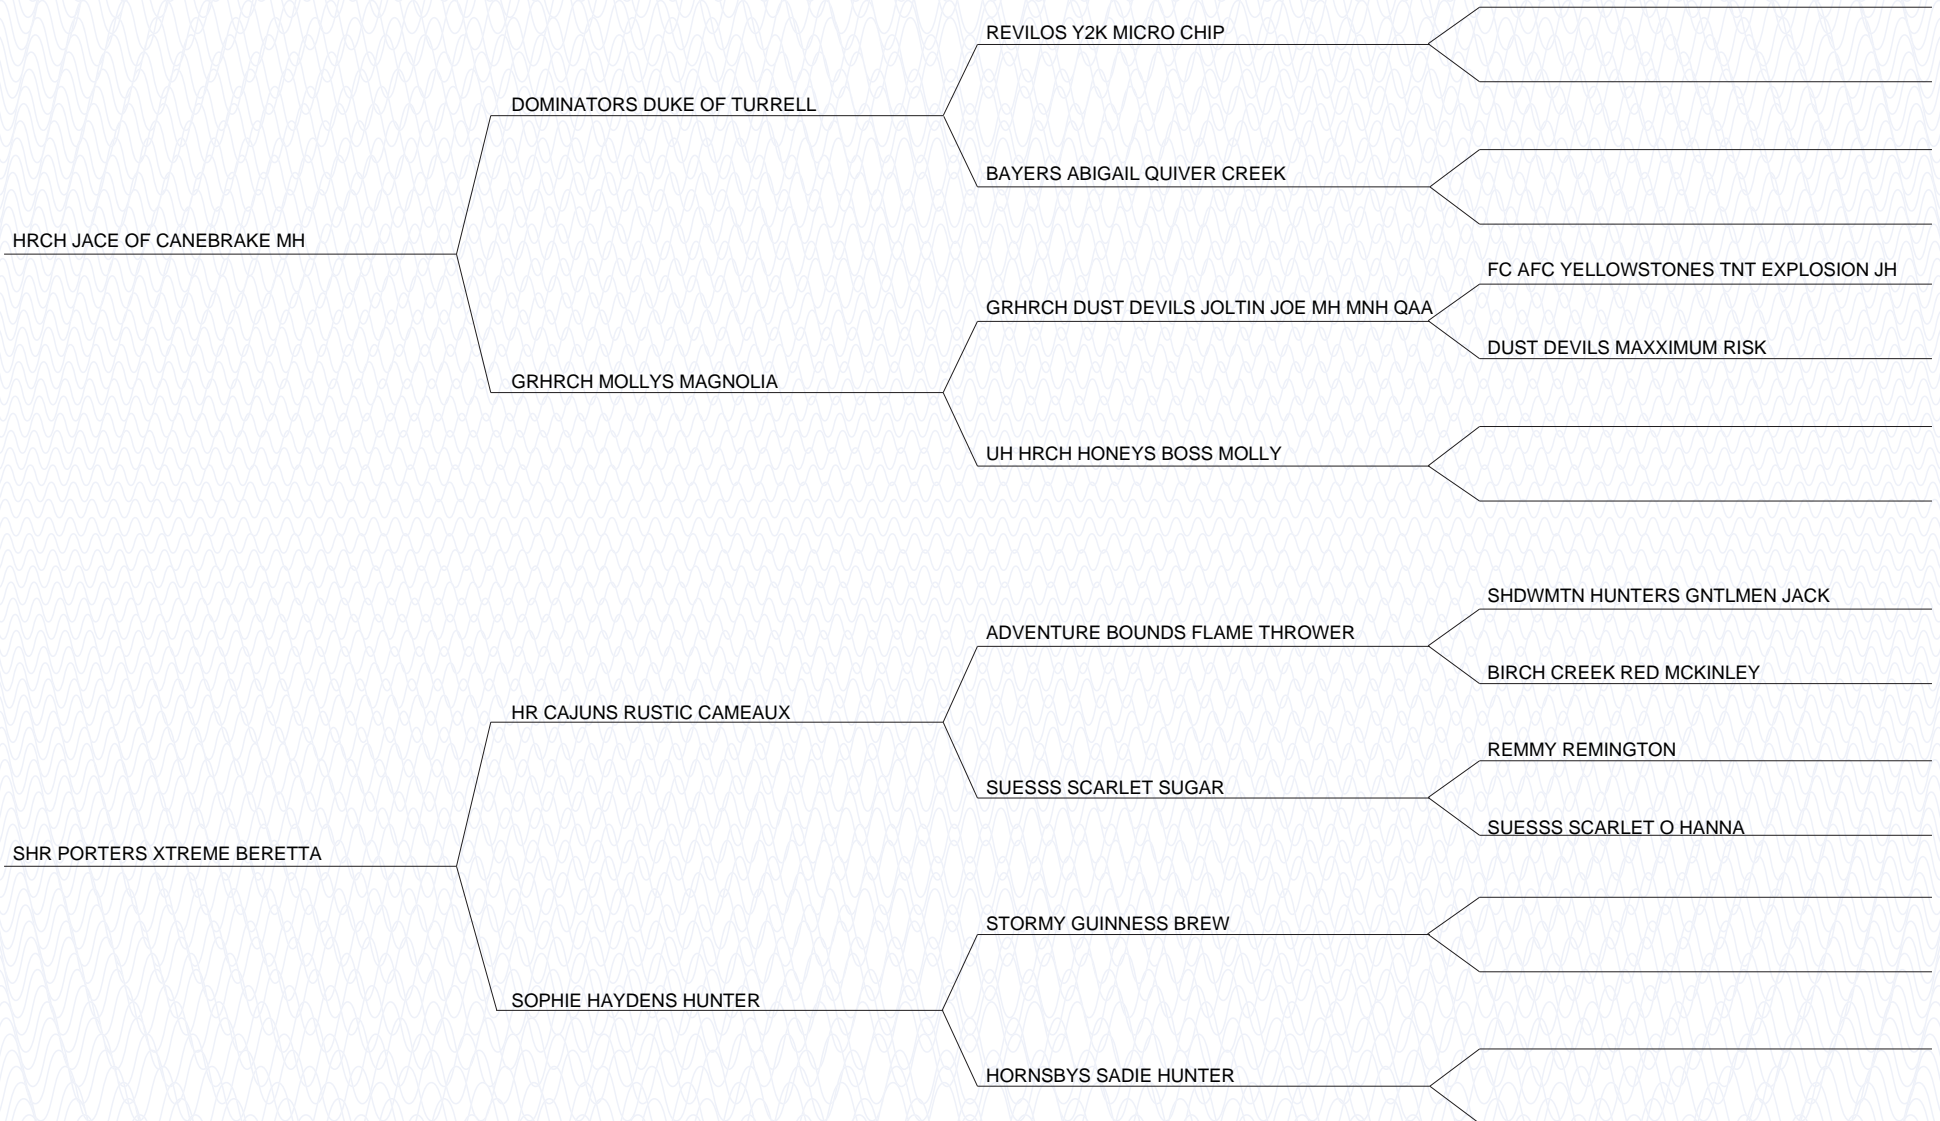 REVILOS Y2K MICRO CHIP
DOMINATORS DUKE OF TURRELL
BAYERS ABIGAIL QUIVER CREEK
HRCH JACE OF CANEBRAKE MH
FC AFC YELLOWSTONES TNT EXPLOSION JH
GRHRCH DUST DEVILS JOLTIN JOE MH MNH QAA
DUST DEVILS MAXXIMUM RISK
GRHRCH MOLLYS MAGNOLIA
UH HRCH HONEYS BOSS MOLLY
SHDWMTN HUNTERS GNTLMEN JACK
ADVENTURE BOUNDS FLAME THROWER
BIRCH CREEK RED MCKINLEY
HR CAJUNS RUSTIC CAMEAUX
REMMY REMINGTON
SUESSS SCARLET SUGAR
SUESSS SCARLET O HANNA
SHR PORTERS XTREME BERETTA
STORMY GUINNESS BREW
SOPHIE HAYDENS HUNTER
HORNSBYS SADIE HUNTER